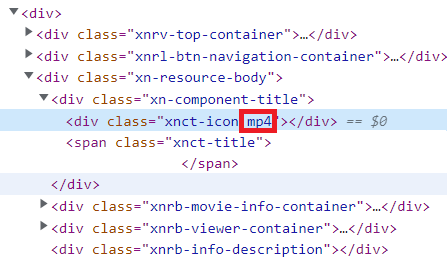 ▼<div>
▶<div class="xnrv-top-container">…</div>
▶<div class="xnrl-btn-navigation-container">…</div>
▼<div class="xn-resource-body">
▼<div class="xn-component-title">
<div class="xnct-icon mp4"></div> == $0
<span class="xnct-title">
</span>
</div>
▶<div class="xnrb-movie-info-container">…</div>
▶<div class="xnrb-viewer-container">…</div>
<div class="xnrb-info-description"></div>